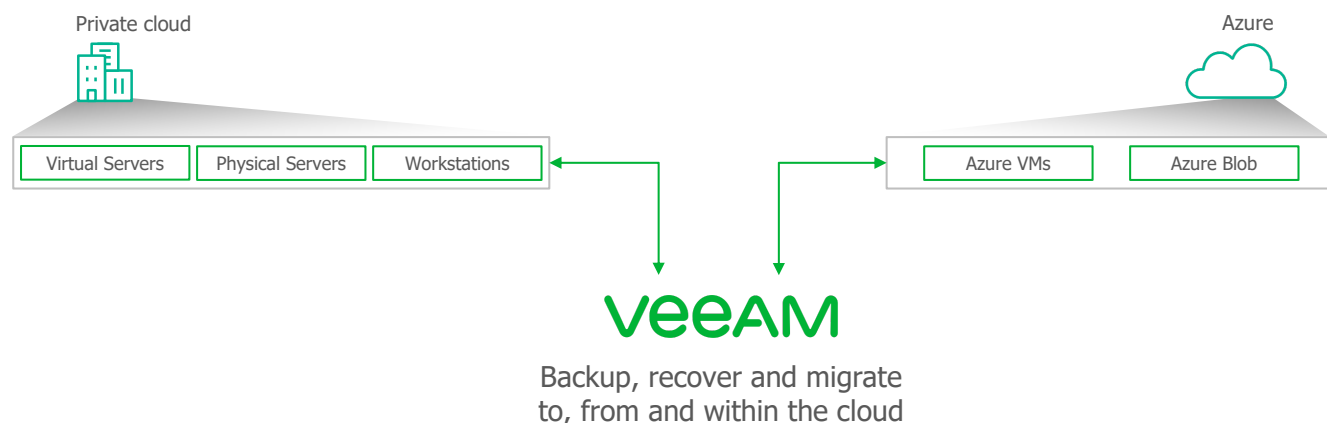 Private cloud
Azure
Virtual Servers
Physical Servers
Workstations
Azure VMs
Azure Blob
veeAM
Backup, recover and migrate
to, from and within the cloud